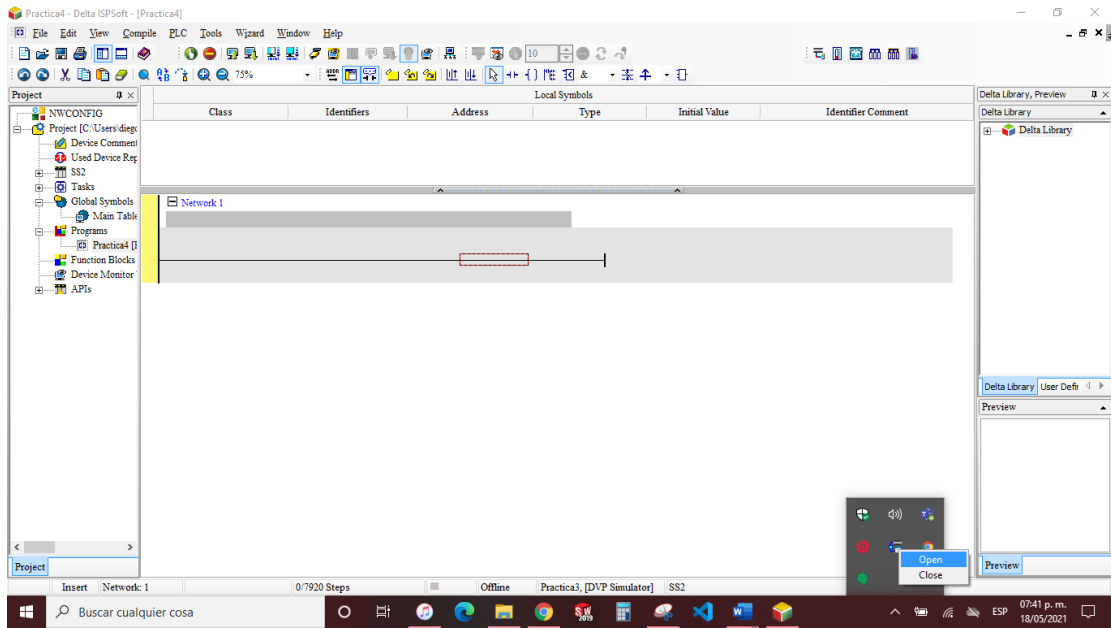 Practica4 - Delta ISPSoft - [Practica4]
File Edit View Compile PLC Tools Wizard Window Help
10
75%
Project
NWCONFIG
Project [C:\Users\diego
Device Comment
Used Device Rep
SS2
Tasks
Global Symbols
Main Table
Programs
Practica4 [P
Function Blocks
Device Monitor
APIs
Project
Local Symbols
Class Identifiers Address Type Initial Value Identifier Comment
Network 1
Delta Library, Preview
Delta Library
Delta Library
Delta Library User Defin
Preview
Preview
Open
Close
Insert Network: 1 0/7920 Steps Offline Practica3, [DVP Simulator] SS2
Buscar cualquier cosa
ESP
07:41 p. m.
18/05/2021